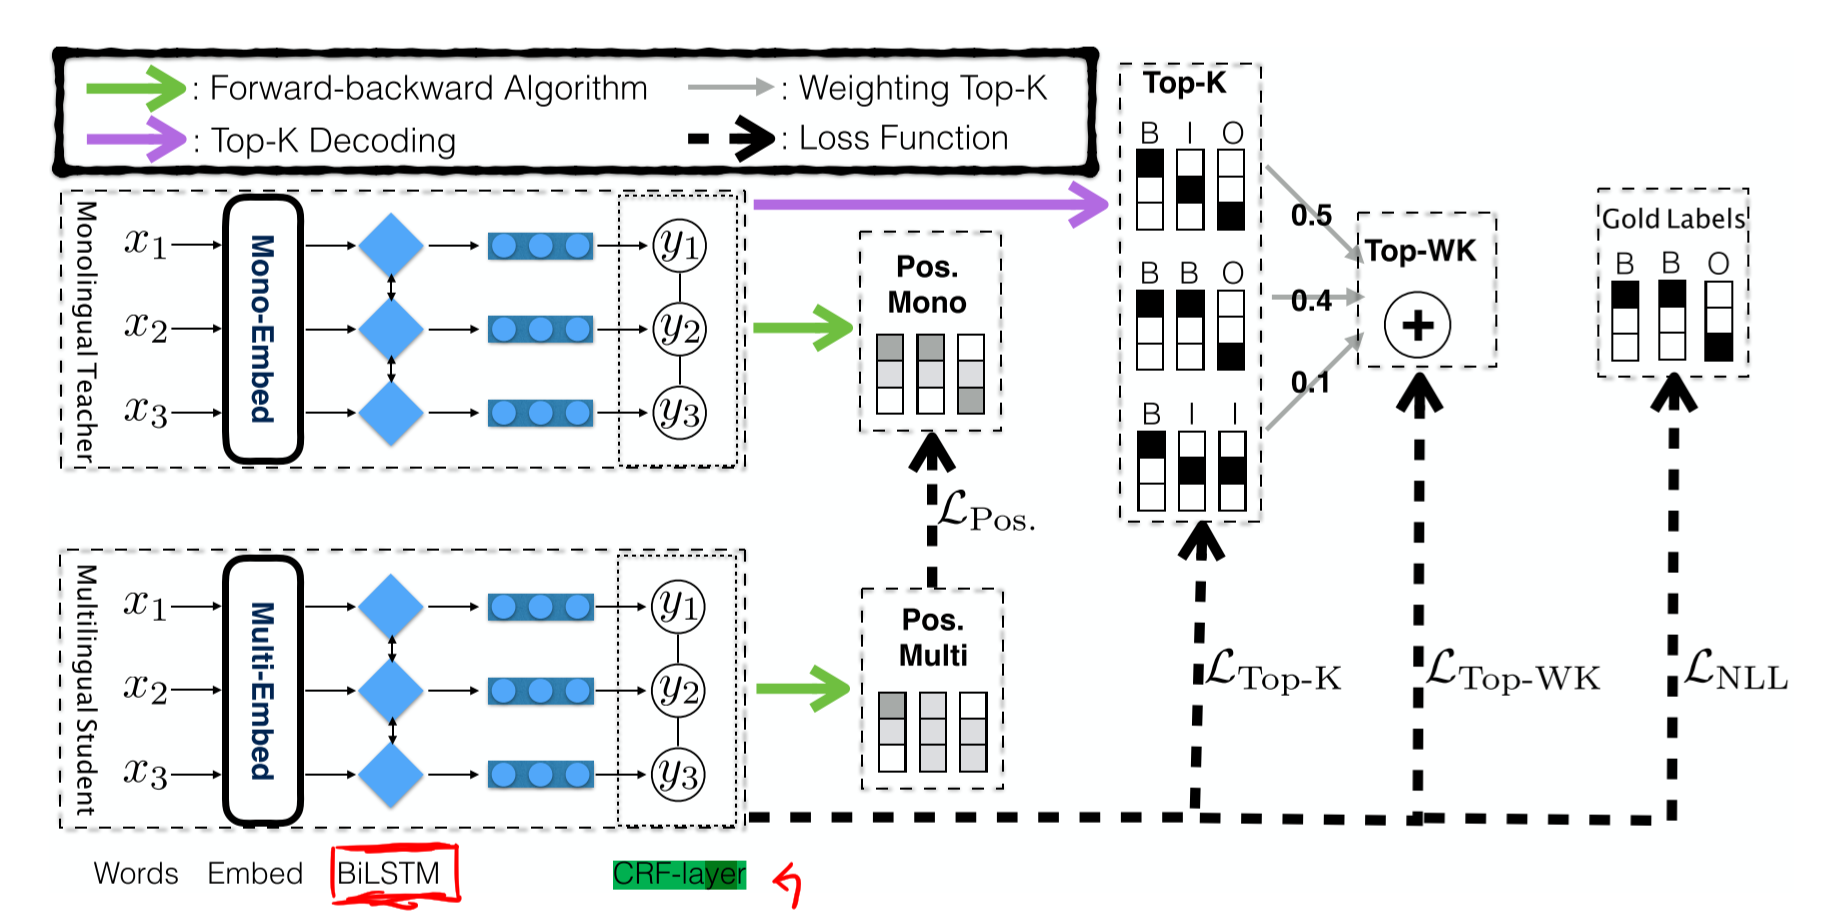 : Forward-backward Algorithm
: Weighting Top-K
: Top-K Decoding
: Loss Function
Monolingual Teacher
x1
x2
x3
Mono-Embed
y1
y2
y3
Pos.
Mono
Top-K
B I O
B B O
B I I
0.5
0.4
0.1
Top-WK
+
Gold Labels
B B O
ℒPos.
Multilingual Student
x1
x2
x3
Multi-Embed
y1
y2
y3
Pos.
Multi
ℒTop-K
ℒTop-WK
ℒNLL
Words Embed BiLSTM CRF-layer